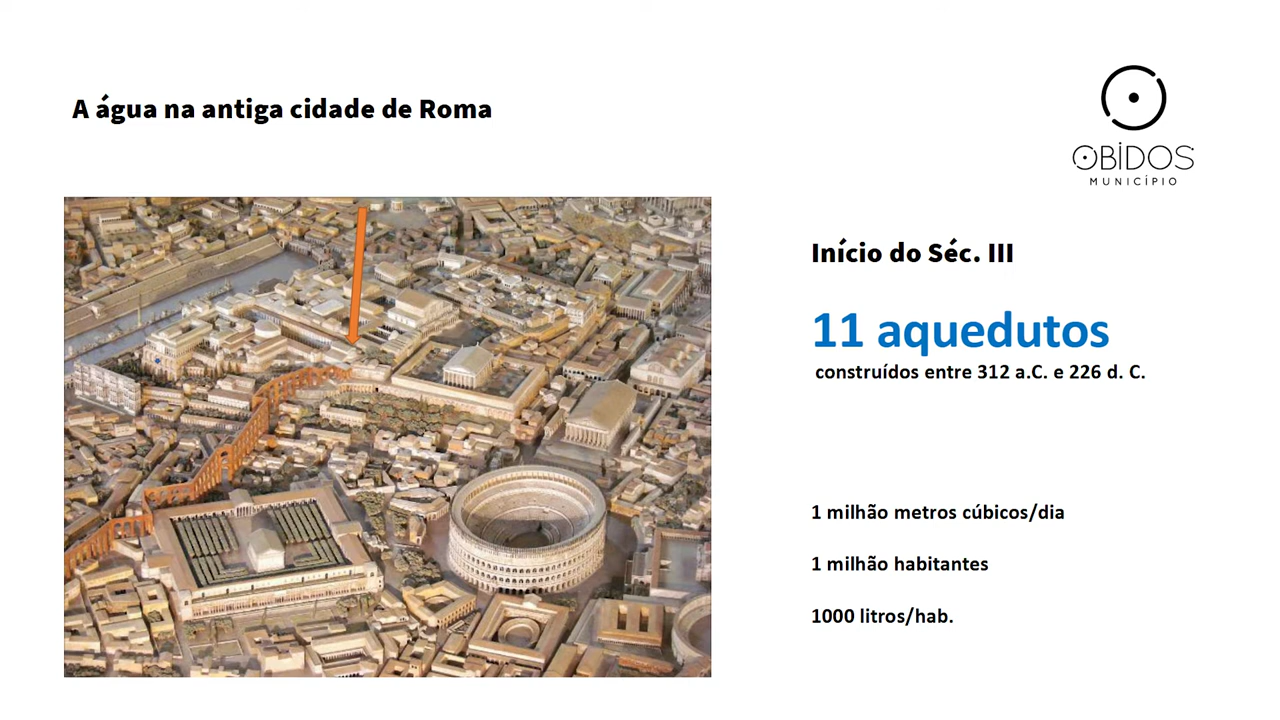 A água na antiga cidade de Roma
ÓBIDOS
MUNICÍPIO
Início do Séc. III
11 aquedutos
construídos entre 312 a.C. e 226 d. C.
1 milhão metros cúbicos/dia
1 milhão habitantes
1000 litros/hab.